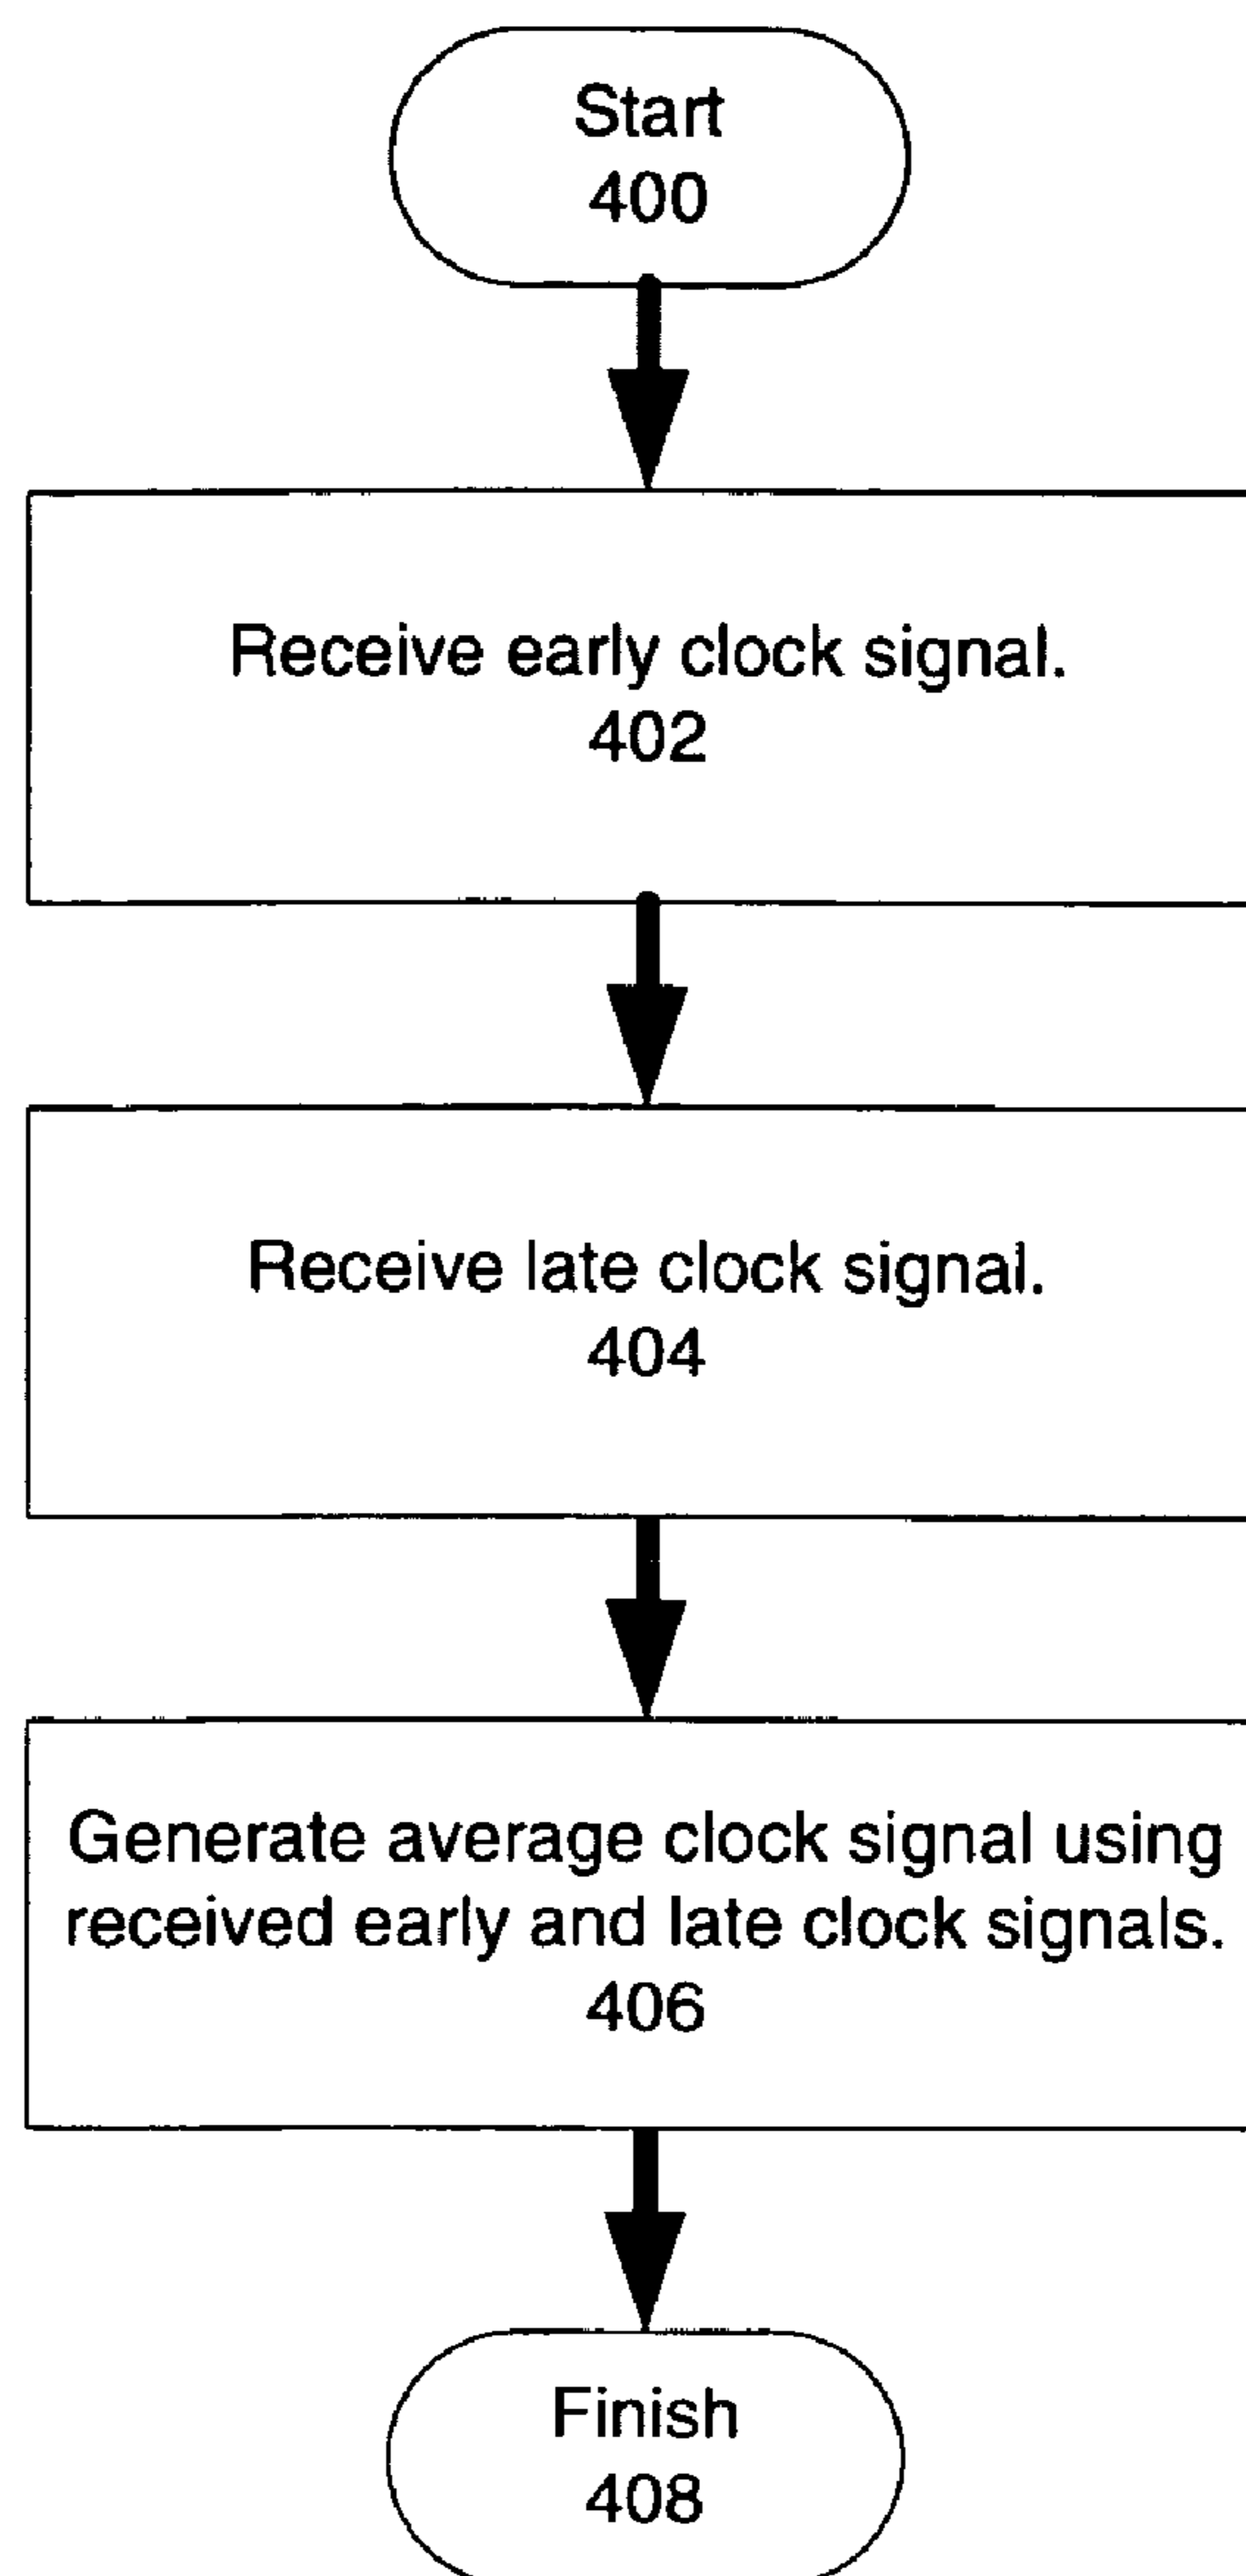 Start
400
Receive early clock signal.
402
Receive late clock signal.
404
Generate average clock signal using
received early and late clock signals.
406
Finish
408